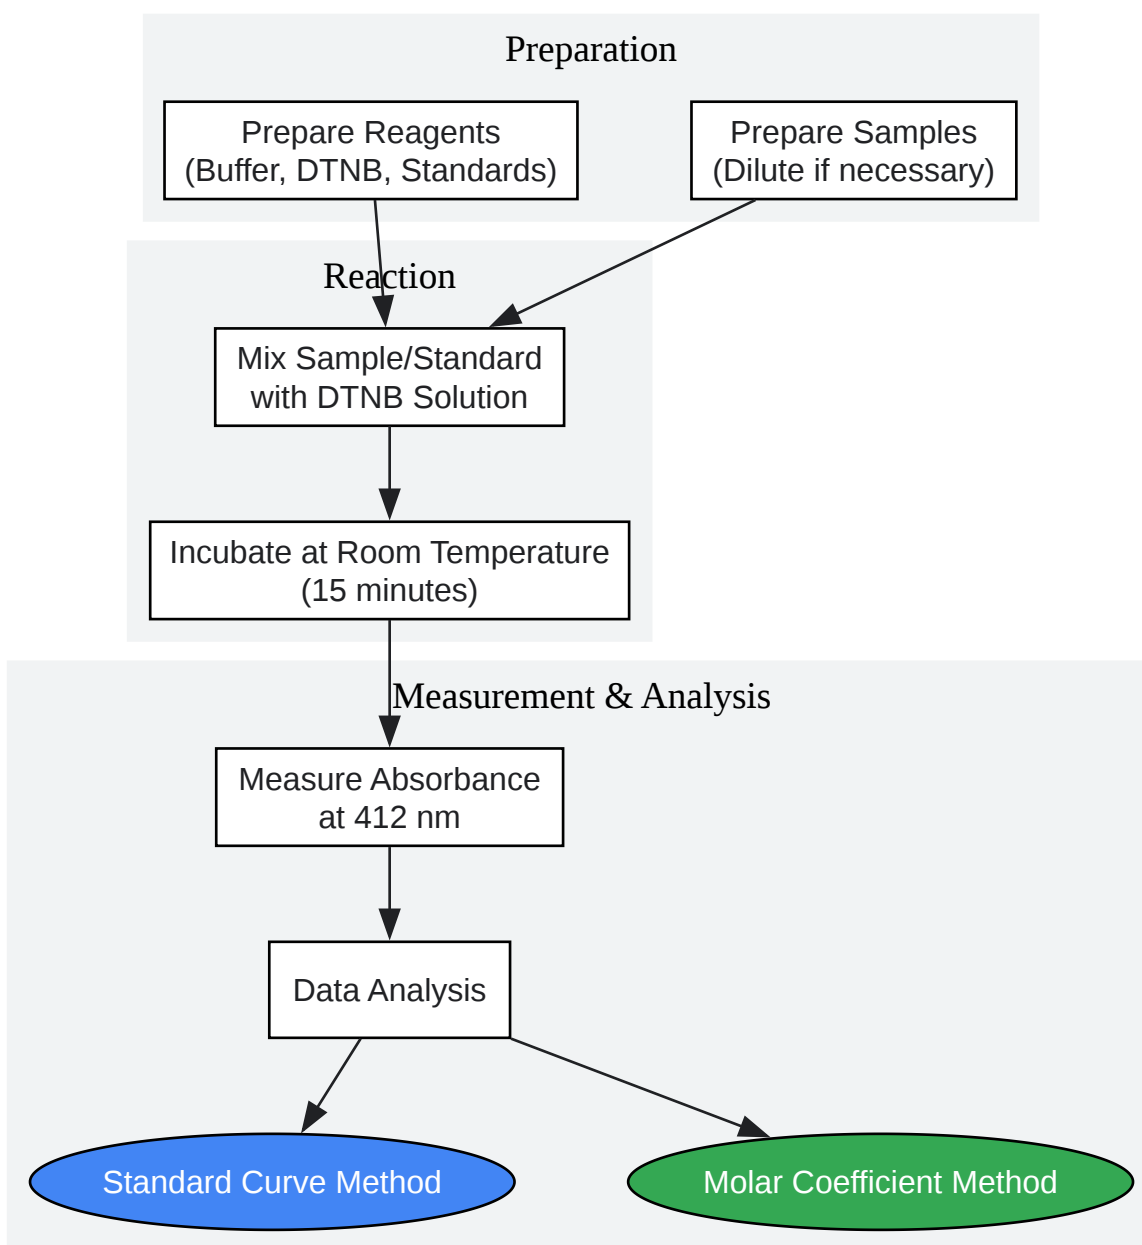 Preparation
Prepare Reagents
(Buffer, DTNB, Standards)
Prepare Samples
(Dilute if necessary)
Reaction
Mix Sample/Standard
with DTNB Solution
Incubate at Room Temperature
(15 minutes)
Measurement & Analysis
Measure Absorbance
at 412 nm
Data Analysis
Standard Curve Method
Molar Coefficient Method